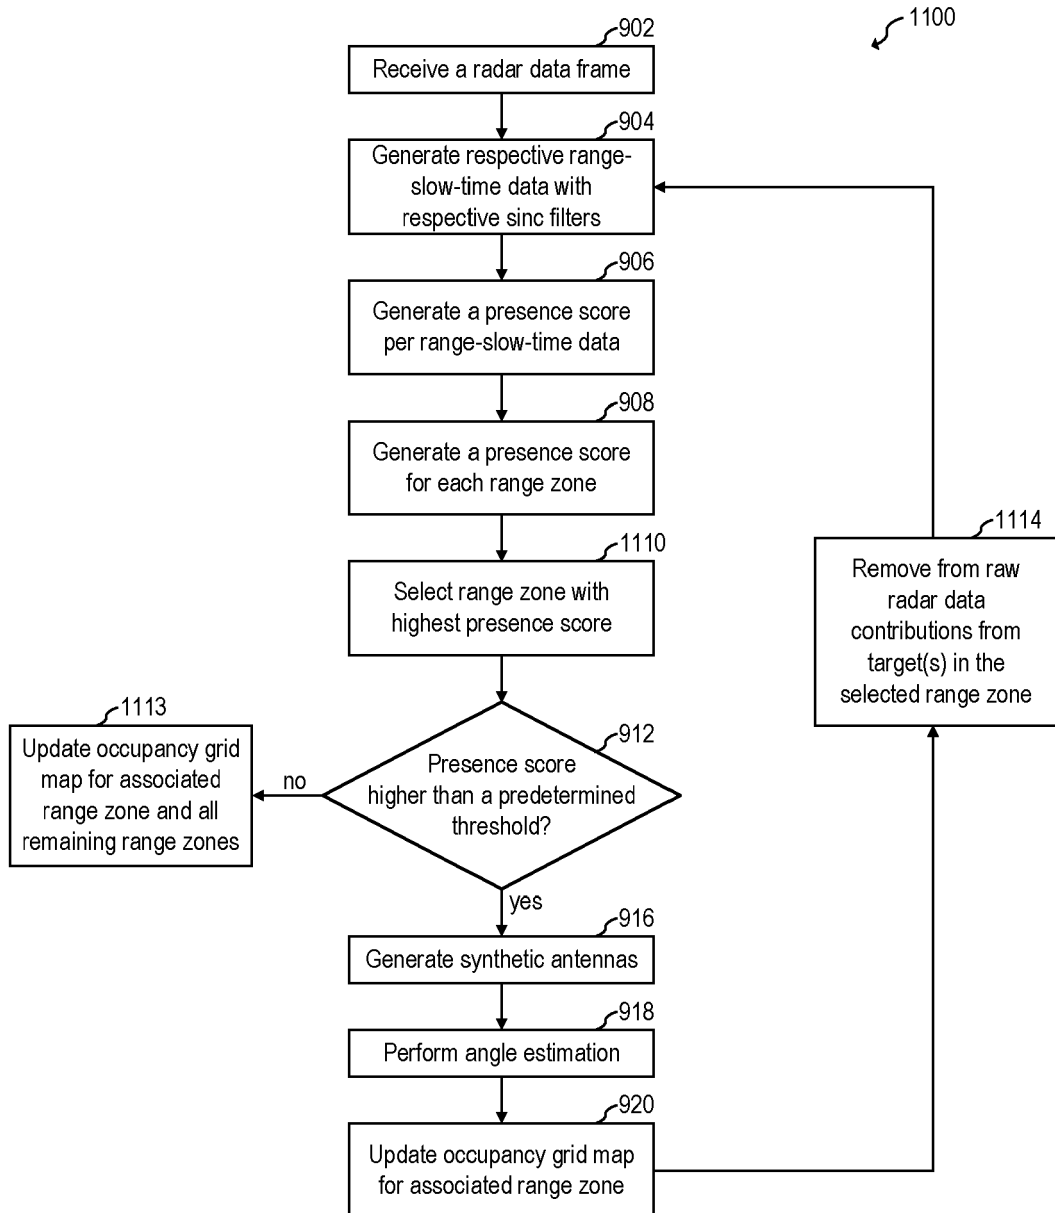 1100
902
Receive a radar data frame
904
Generate respective range-
slow-time data with
respective sinc filters
906
Generate a presence score
per range-slow-time data
908
Generate a presence score
for each range zone
1110
Select range zone with
highest presence score
1114
Remove from raw
radar data
contributions from
target(s) in the
selected range zone
912
Presence score
higher than a predetermined
threshold?
1113
Update occupancy grid
map for associated
range zone and all
remaining range zones
no
yes
916
Generate synthetic antennas
918
Perform angle estimation
920
Update occupancy grid map
for associated range zone